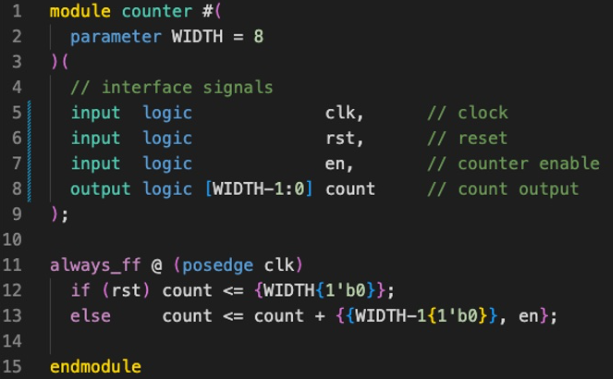 1 module counter #(
2 parameter WIDTH = 8
3 )(
4 // interface signals
5 input logic clk, // clock
6 input logic rst, // reset
7 input logic en, // counter enable
8 output logic [WIDTH-1:0] count // count output
9 );
10
11 always_ff @ (posedge clk)
12 if (rst) count <= {WIDTH{1'b0}};
13 else count <= count + {{WIDTH-1{1'b0}}, en};
14
15 endmodule